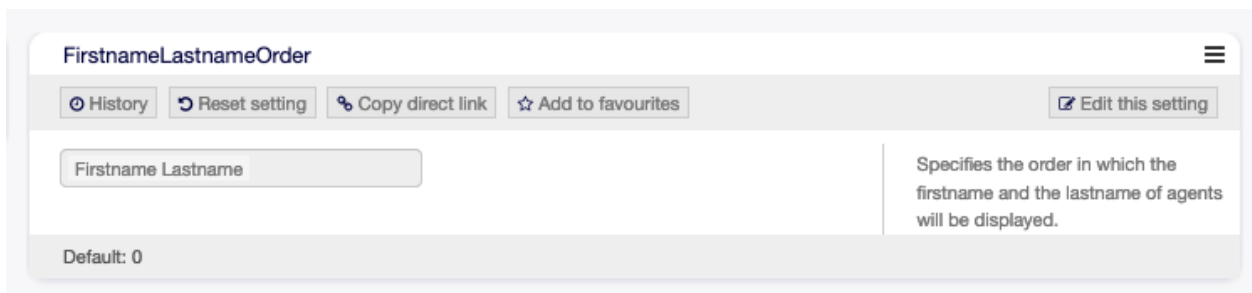 FirstnameLastnameOrder
History Reset setting Copy direct link Add to favourites Edit this setting
Firstname Lastname
Specifies the order in which the
firstname and the lastname of agents
will be displayed.
Default: 0